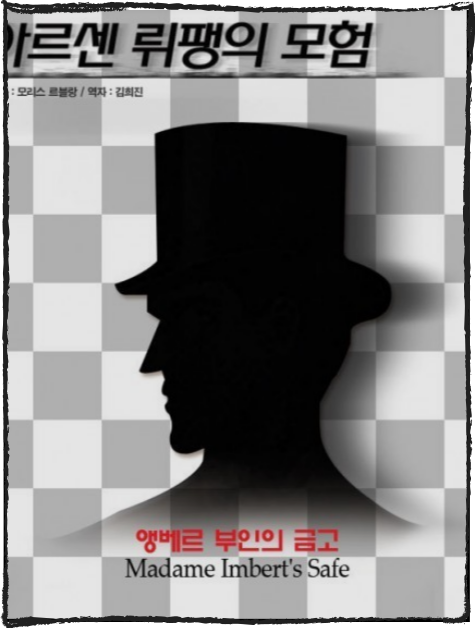 아르센 뤼팽의 모험
: 모리스 르블랑 / 역자 : 김희진
앵베르 부인의 금고
Madame Imbert's Safe